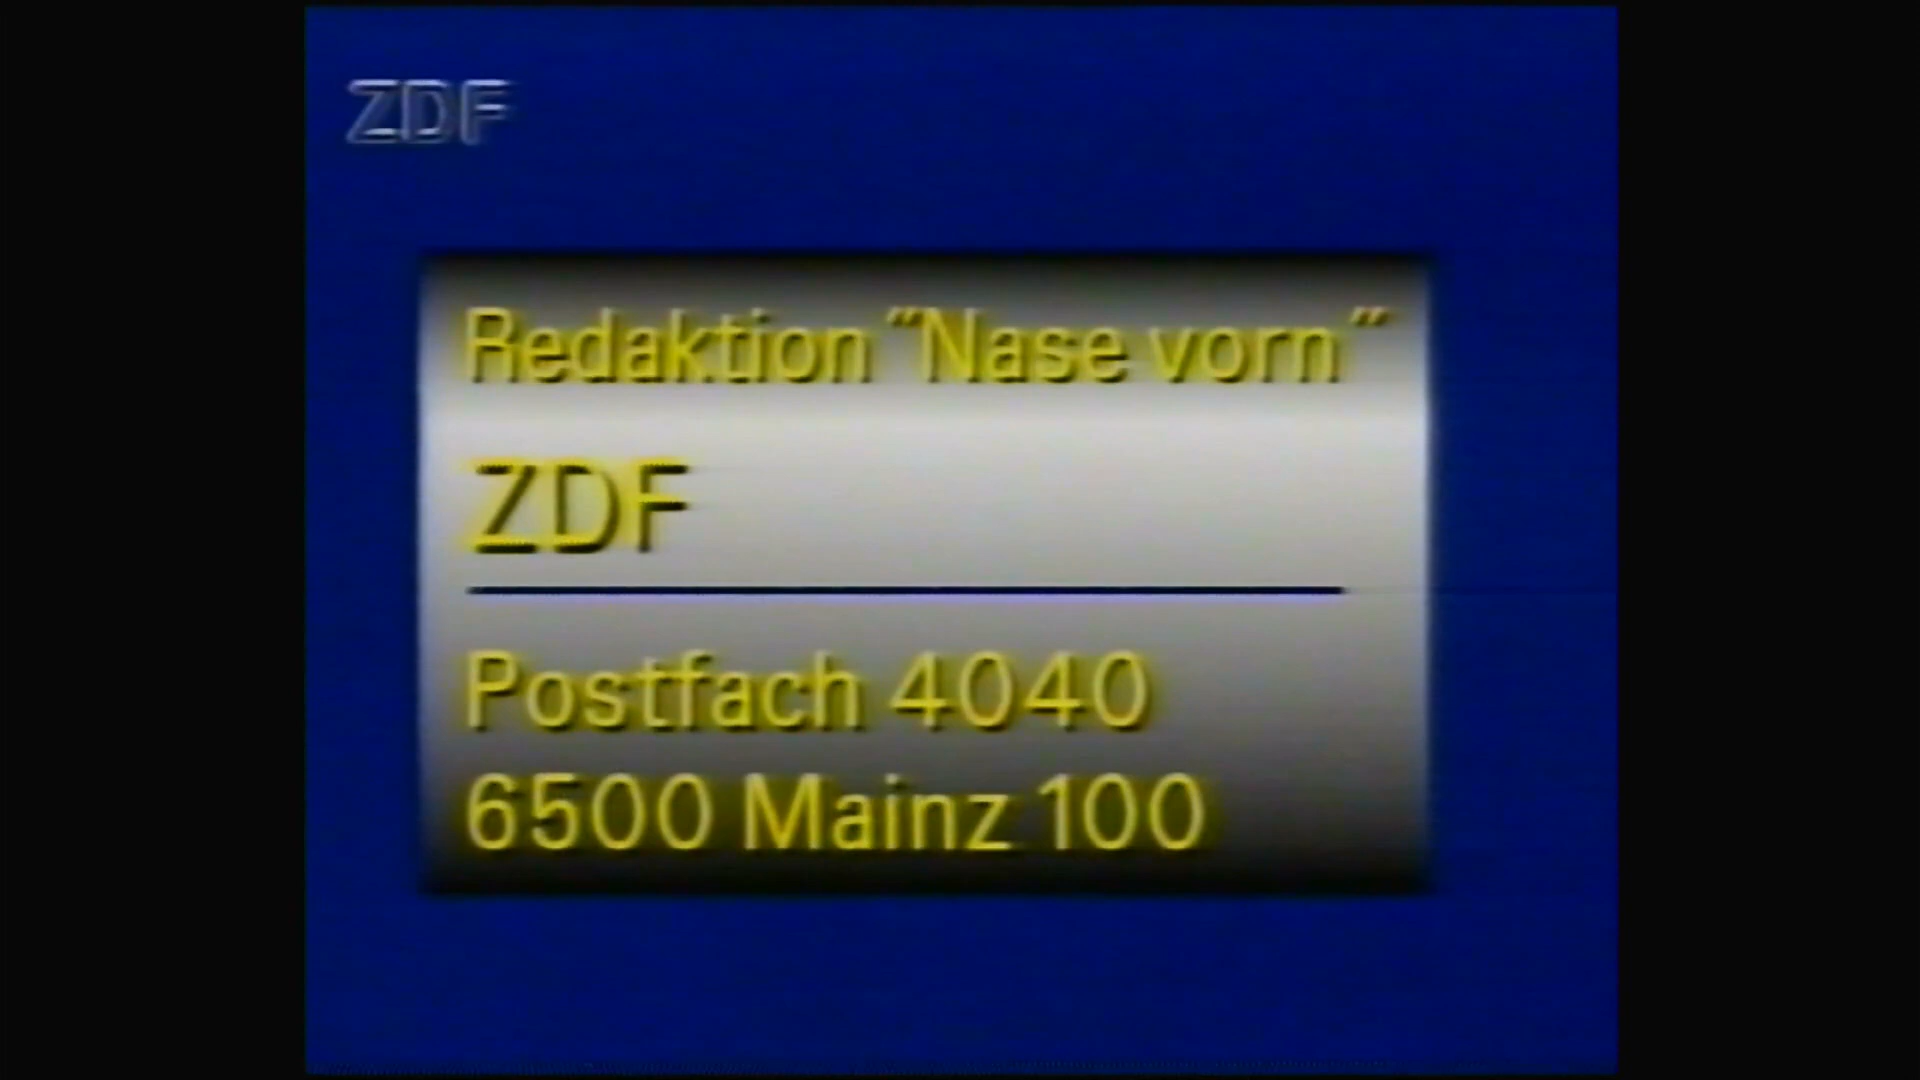 ZDF
Redaktion "Nase vorn"
ZDF
Postfach 4040
6500 Mainz 100